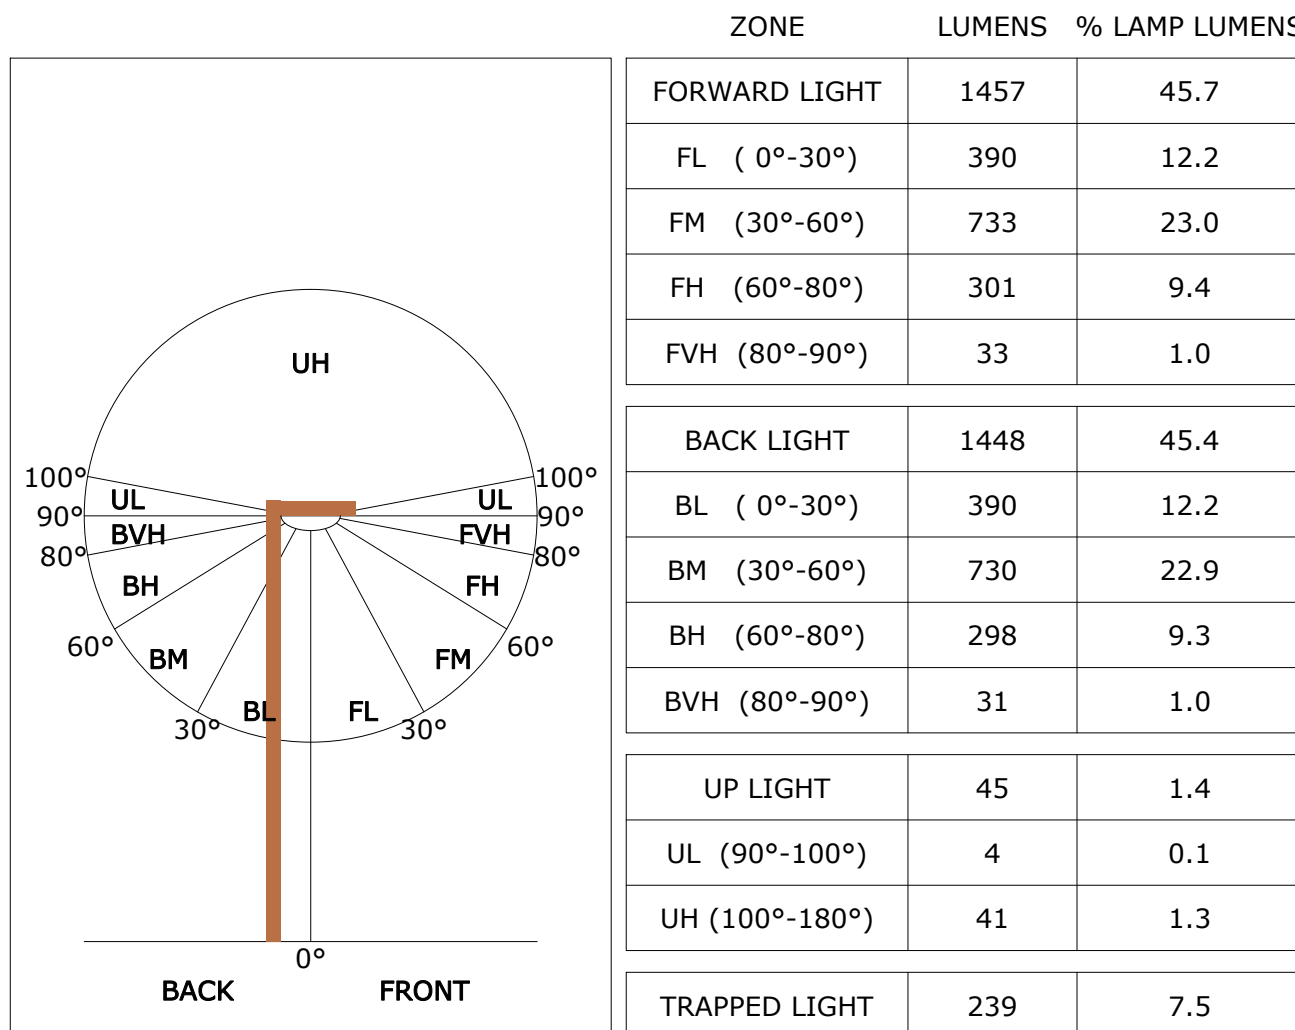 ZONE LUMENS % LAMP LUMENS
FORWARD LIGHT 1457 45.7
FL ( 0°-30°) 390 12.2
FM (30°-60°) 733 23.0
FH (60°-80°) 301 9.4
FVH (80°-90°) 33 1.0
BACK LIGHT 1448 45.4
BL ( 0°-30°) 390 12.2
BM (30°-60°) 730 22.9
BH (60°-80°) 298 9.3
BVH (80°-90°) 31 1.0
UP LIGHT 45 1.4
UL (90°-100°) 4 0.1
UH (100°-180°) 41 1.3
TRAPPED LIGHT 239 7.5
UH
100° 100°
UL UL
90° 90°
BVH FVH
80° 80°
BH FH
60° 60°
BM FM
BL FL
30° 30°
0°
BACK FRONT